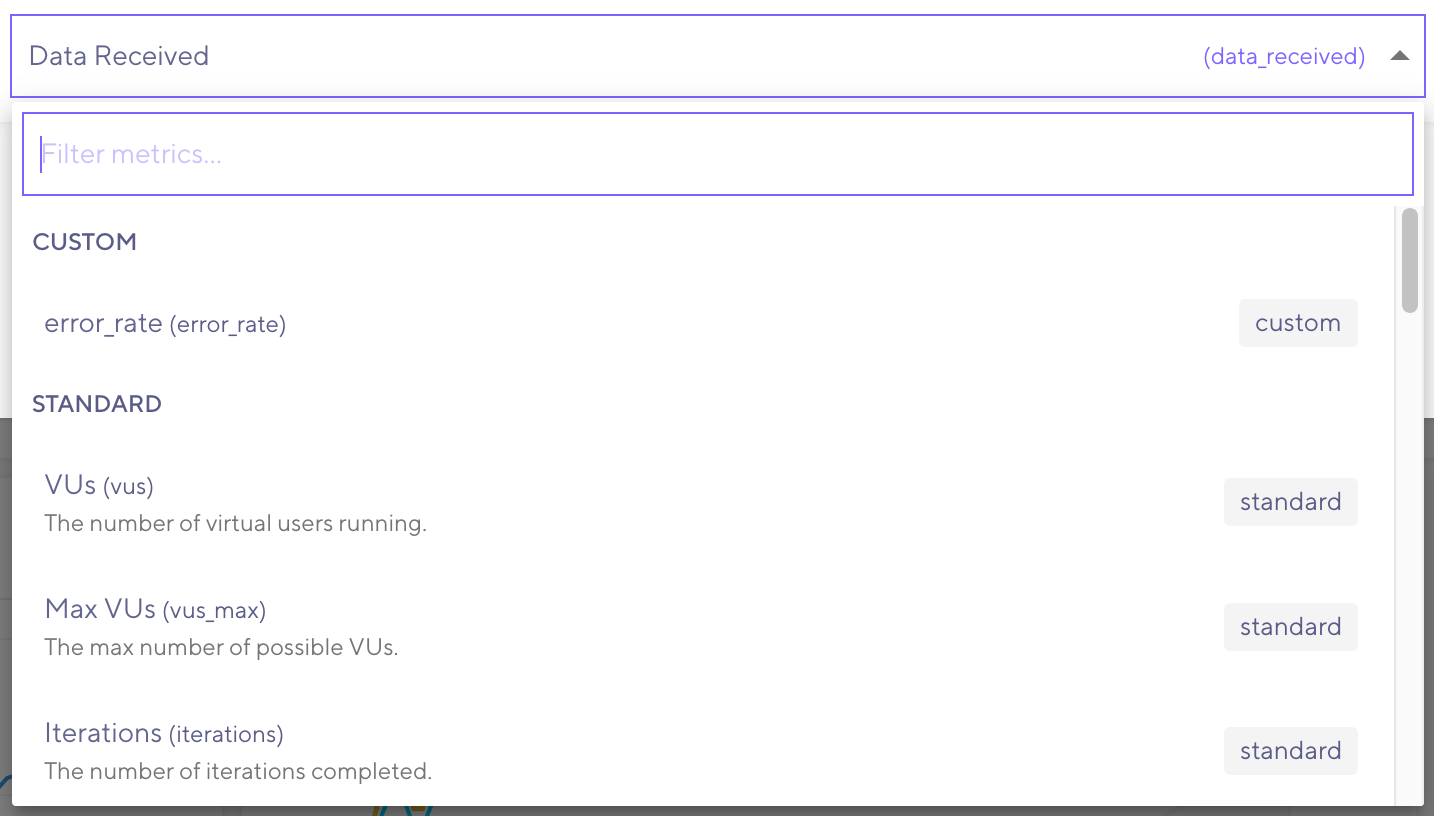 Data Received (data_received)
Filter metrics...
CUSTOM
error_rate (error_rate) custom
STANDARD
VUs (vus)
The number of virtual users running.
standard
Max VUs (vus_max)
The max number of possible VUs.
standard
Iterations (iterations)
The number of iterations completed.
standard